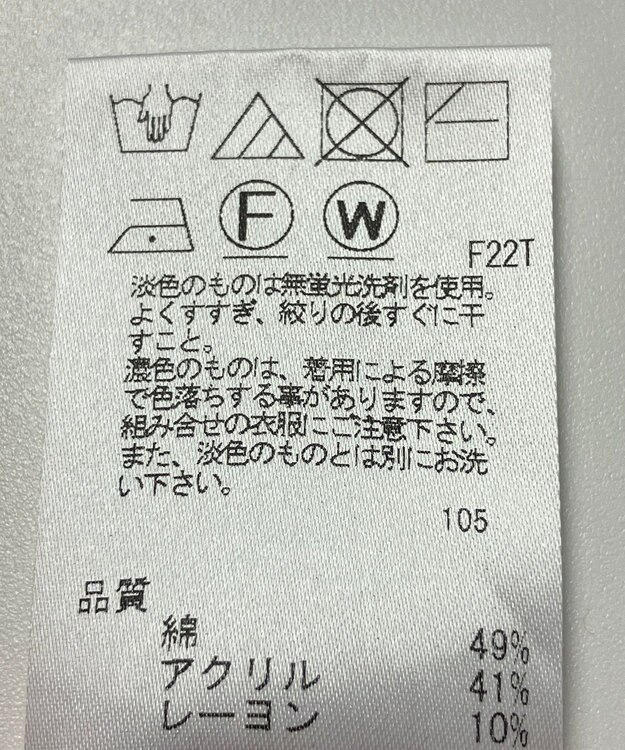 F
W
F22T
淡色のものは無蛍光洗剤を使用。
よくすすぎ、絞りの後すぐに干
すこと。
濃色のものは、着用による摩擦
で色落ちする事がありますので、
組み合せの衣服にご注意下さい。
また、淡色のものとは別にお洗
い下さい。
105
品質
綿 49%
アクリル 41%
レーヨン 10%